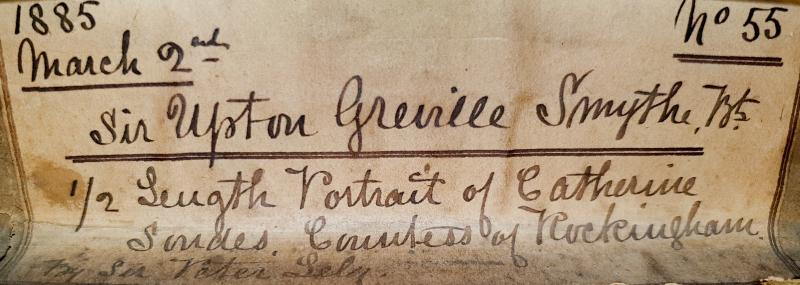 1885
Nº 55
March 2nd
Sir Upton Greville Smythe, Bt.
1/2 Length Portrait of Catherine
Sondes, Countess of Rockingham.
By Sir Peter Lely.